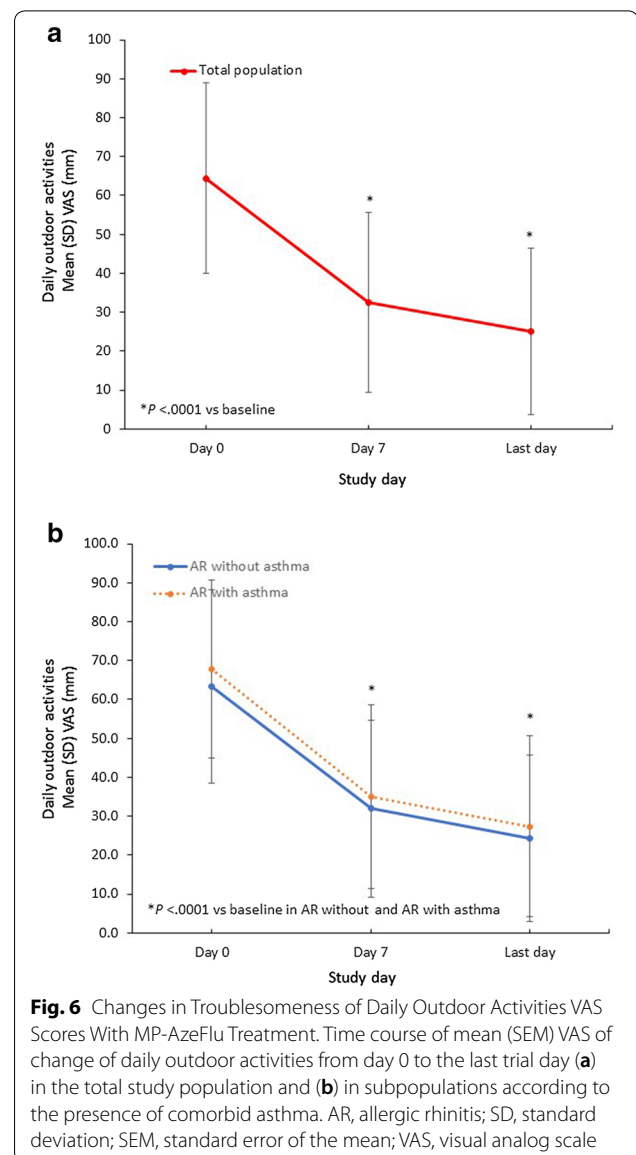 a
100
90
80
70
60
50
40
30
20
10
0
Daily outdoor activities
Mean (SD) VAS (mm)
Total population
*
*
*P <.0001 vs baseline
Day 0 Day 7 Last day
Study day
b
100.0
90.0
80.0
70.0
60.0
50.0
40.0
30.0
20.0
10.0
0.0
Daily outdoor activities
Mean (SD) VAS (mm)
AR without asthma
AR with asthma
*
*
*P <.0001 vs baseline in AR without and AR with asthma
Day 0 Day 7 Last day
Study day
Fig. 6 Changes in Troublesomeness of Daily Outdoor Activities VAS
Scores With MP-AzeFlu Treatment. Time course of mean (SEM) VAS of
change of daily outdoor activities from day 0 to the last trial day (a)
in the total study population and (b) in subpopulations according to
the presence of comorbid asthma. AR, allergic rhinitis; SD, standard
deviation; SEM, standard error of the mean; VAS, visual analog scale